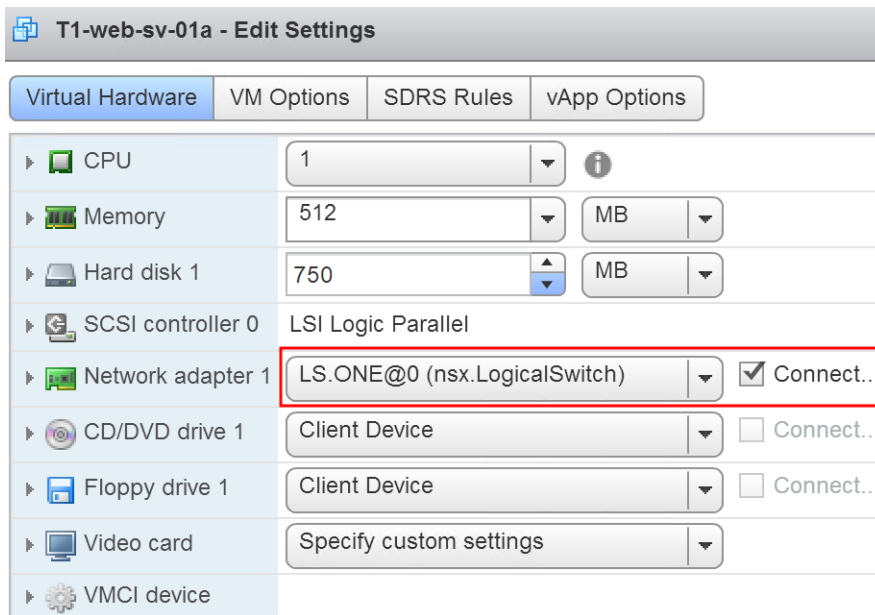 T1-web-sv-01a - Edit Settings
Virtual Hardware VM Options SDRS Rules vApp Options
CPU 1
Memory 512 MB
Hard disk 1 750 MB
SCSI controller 0 LSI Logic Parallel
Network adapter 1 LS.ONE@0 (nsx.LogicalSwitch) Connect..
CD/DVD drive 1 Client Device Connect..
Floppy drive 1 Client Device Connect..
Video card Specify custom settings
VMCI device